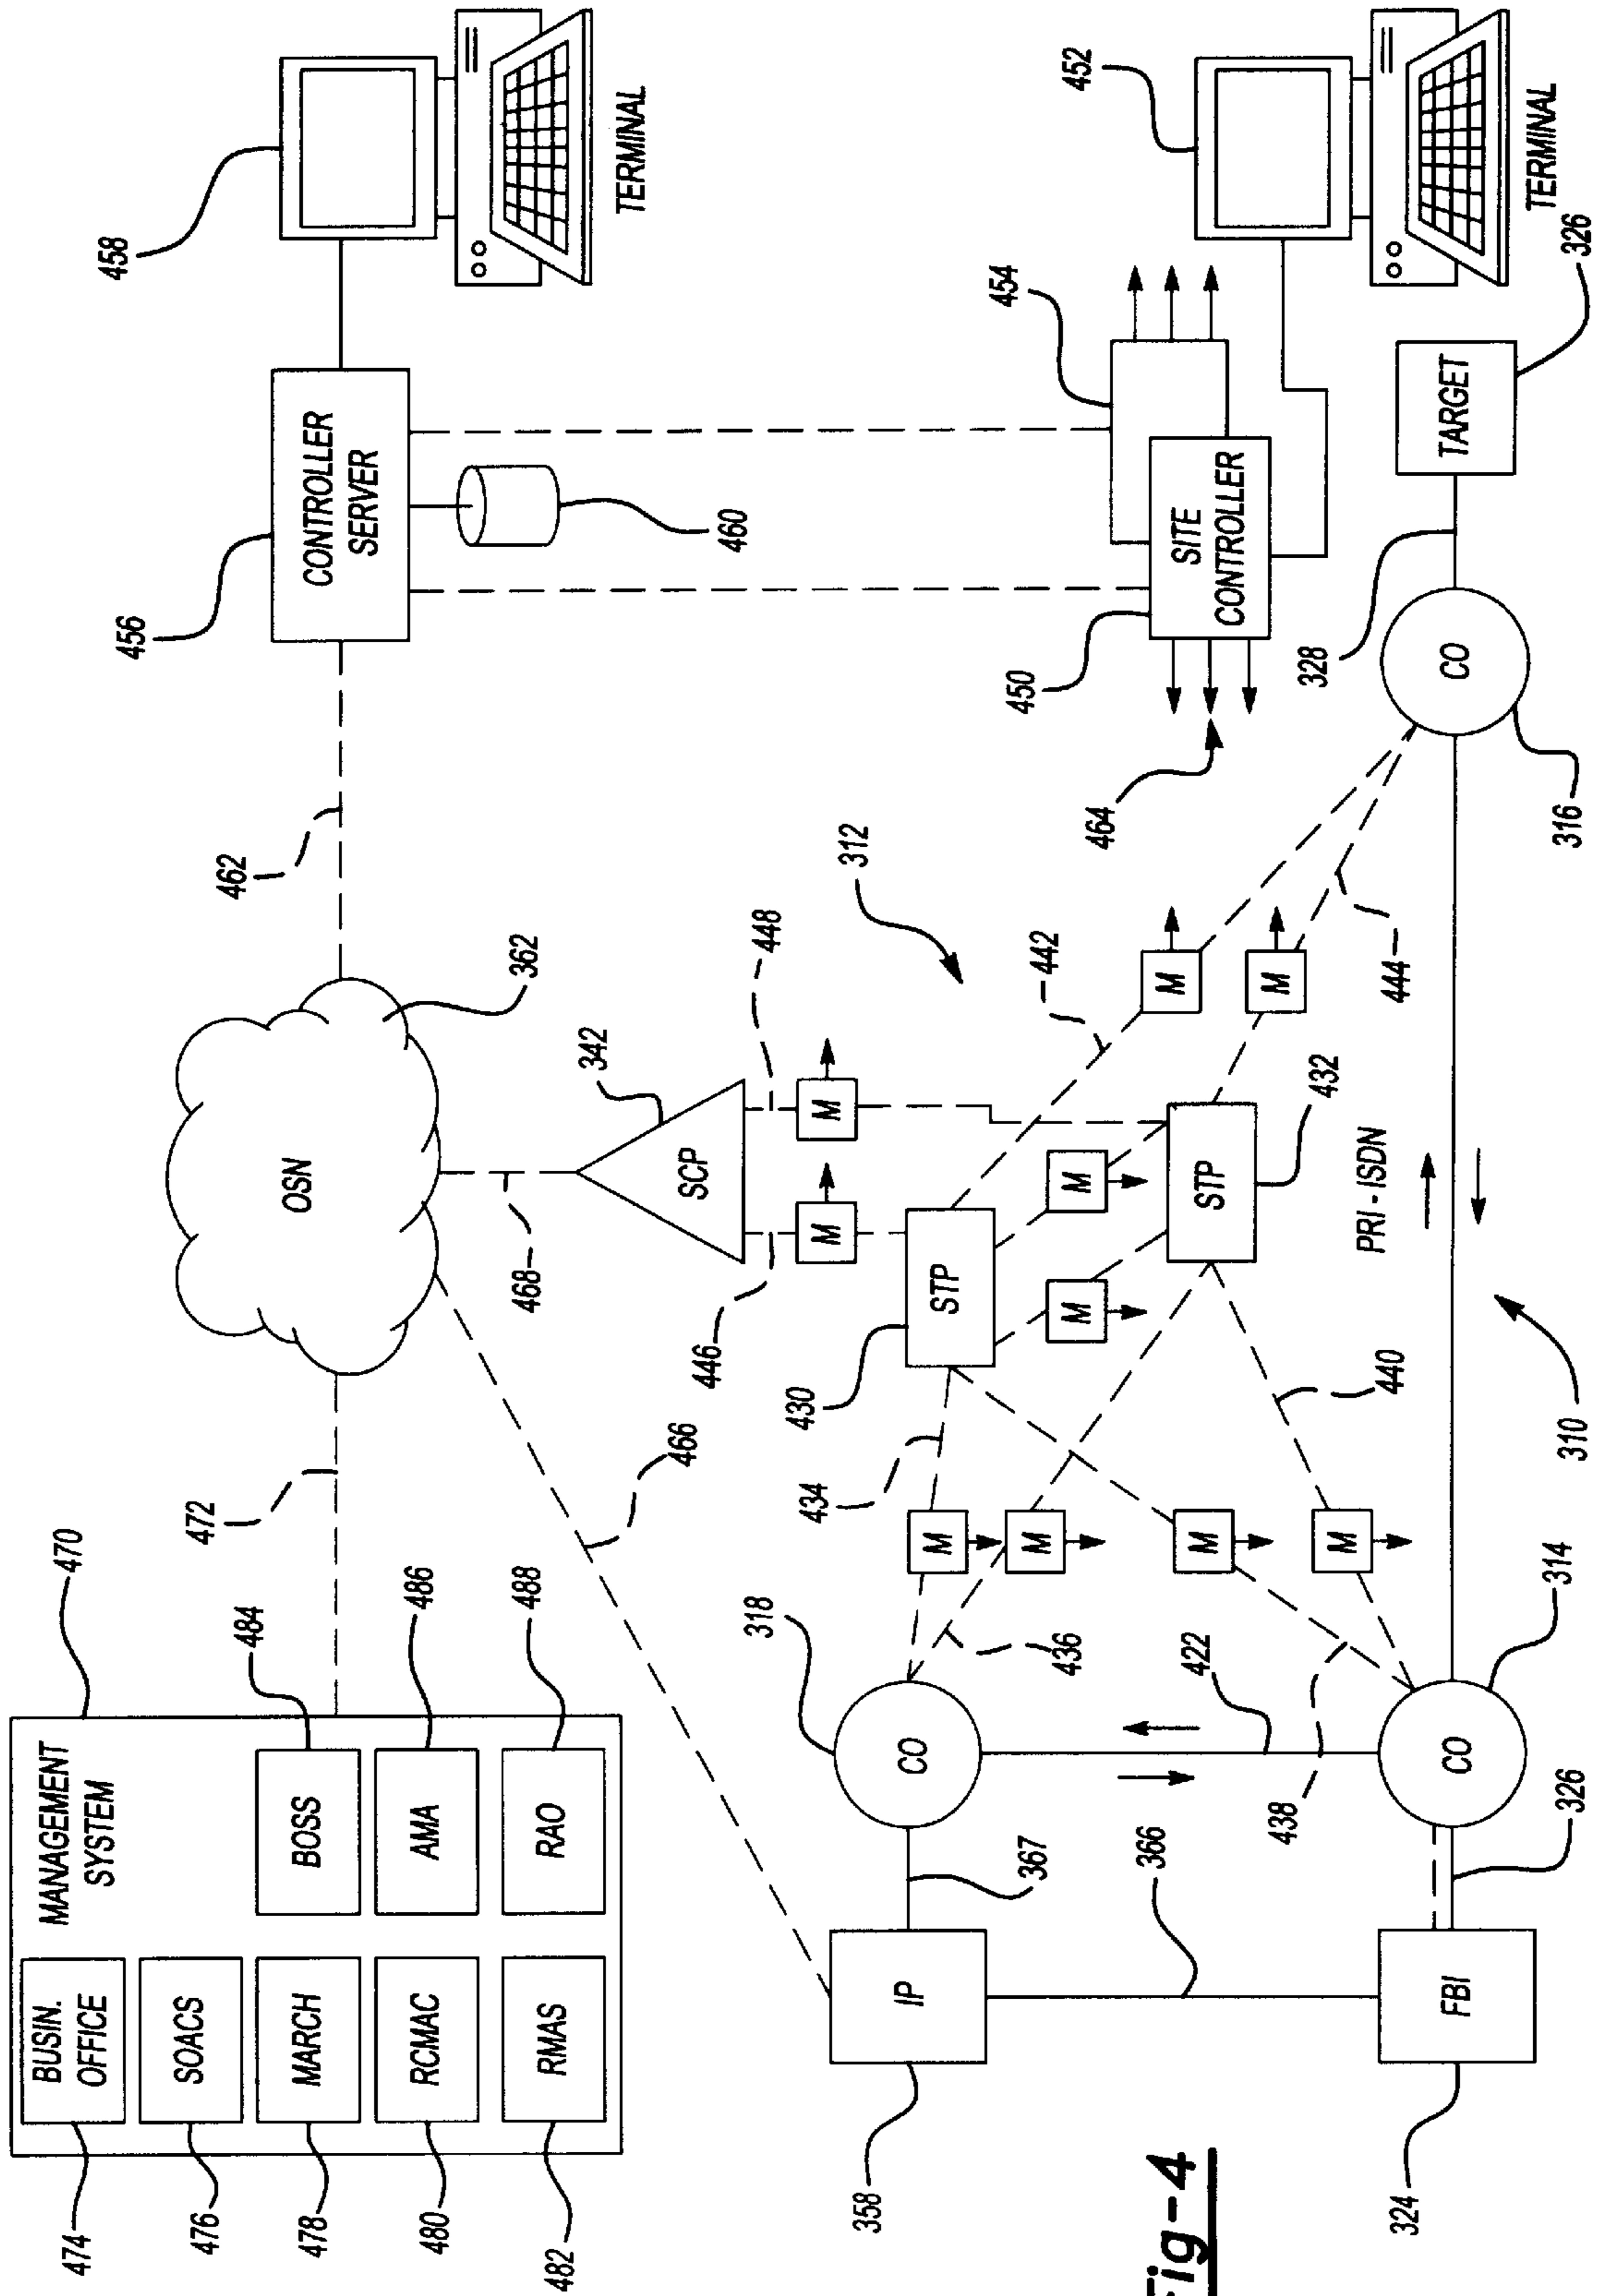 474
476
478
480
482
BUSIN.
OFFICE
SOACS
MARCH
RCMAC
RMAS
MANAGEMENT
SYSTEM
BOSS
AMA
RAO
470
484
486
488
472
OSN
362
462
456
CONTROLLER
SERVER
460
458
TERMINAL
466
468
SCP
342
446
448
M
M
358
IP
367
318
CO
436
434
M
M
M
M
430
STP
M
M
STP
432
312
442
M
M
444
464
450
SITE
CONTROLLER
454
452
TERMINAL
366
422
438
440
PRI - ISDN
324
FBI
326
CO
314
310
316
CO
328
TARGET
326
Fig-4